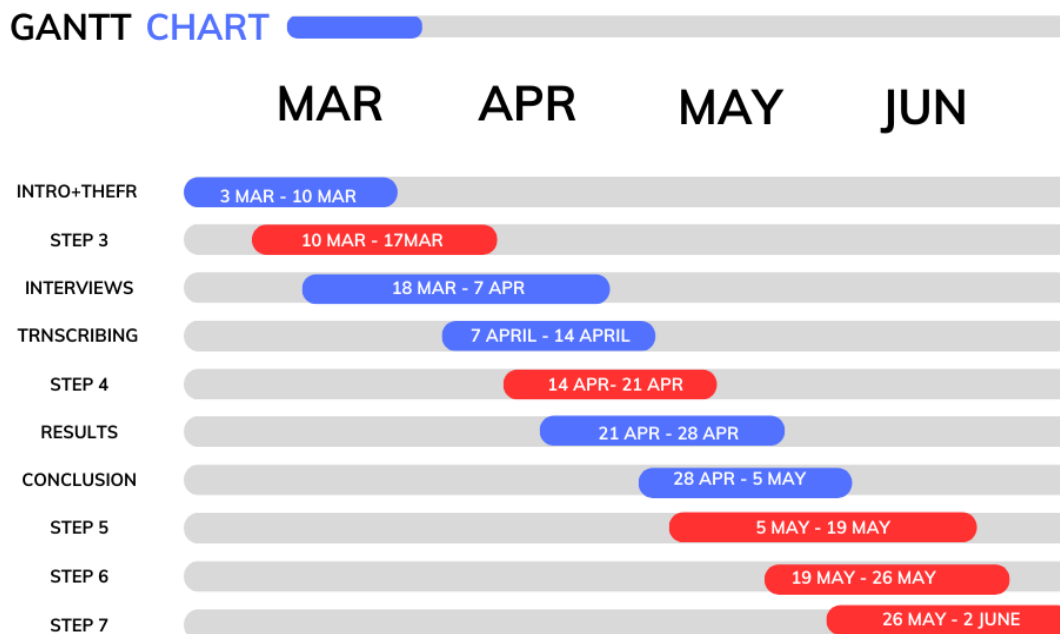 GANTT CHART
MAR APR MAY JUN
INTRO+THEFR 3 MAR - 10 MAR
STEP 3 10 MAR - 17MAR
INTERVIEWS 18 MAR - 7 APR
TRNSCRIBING 7 APRIL - 14 APRIL
STEP 4 14 APR- 21 APR
RESULTS 21 APR - 28 APR
CONCLUSION 28 APR - 5 MAY
STEP 5 5 MAY - 19 MAY
STEP 6 19 MAY - 26 MAY
STEP 7 26 MAY - 2 JUNE